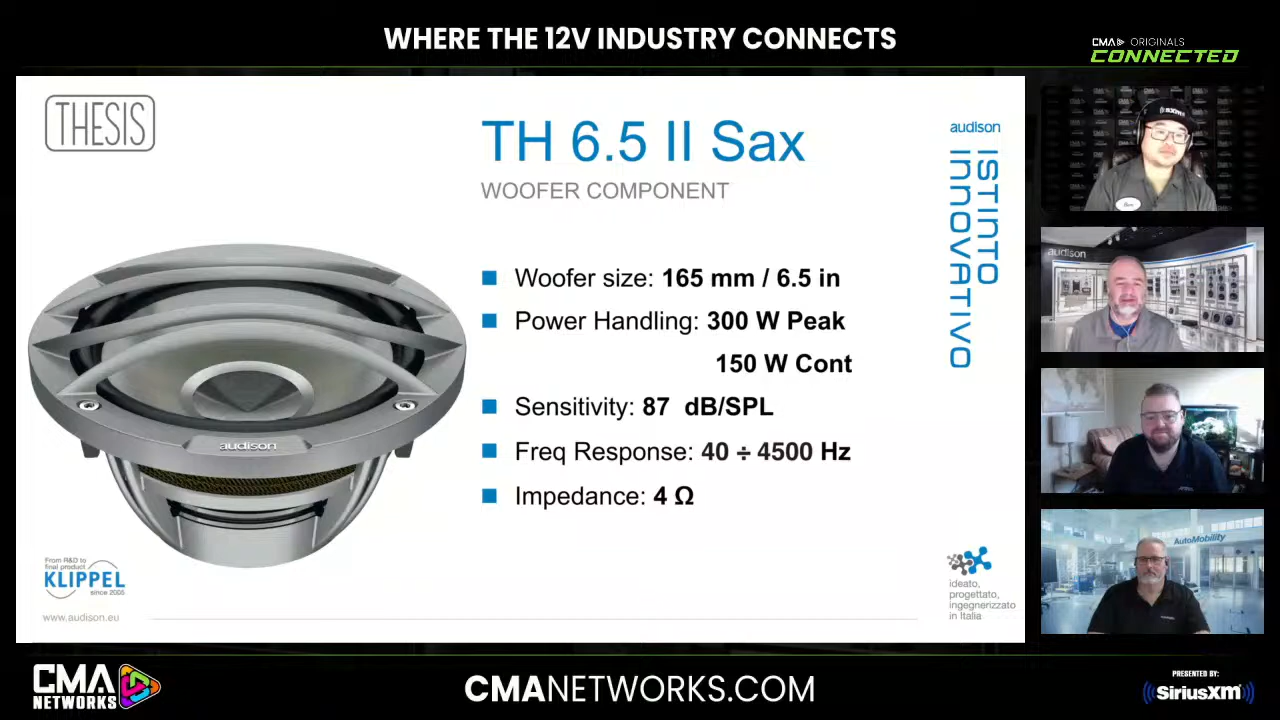 WHERE THE 12V INDUSTRY CONNECTS
CMA ORIGINALS
CONNECTED
THESIS
TH 6.5 II Sax
WOOFER COMPONENT
audison
ISTINTO
INNOVATIVO
Woofer size: 165 mm / 6.5 in
Power Handling: 300 W Peak
150 W Cont
Sensitivity: 87 dB/SPL
Freq Response: 40 ÷ 4500 Hz
Impedance: 4 Ω
audison
From R&D to
final product
KLIPPEL
since 2005
www.audison.eu
ideato,
progettato,
ingegnerizzato
in Italia
audison
AutoMobility
CMA
NETWORKS
CMANETWORKS.COM
PRESENTED BY:
SiriusXM